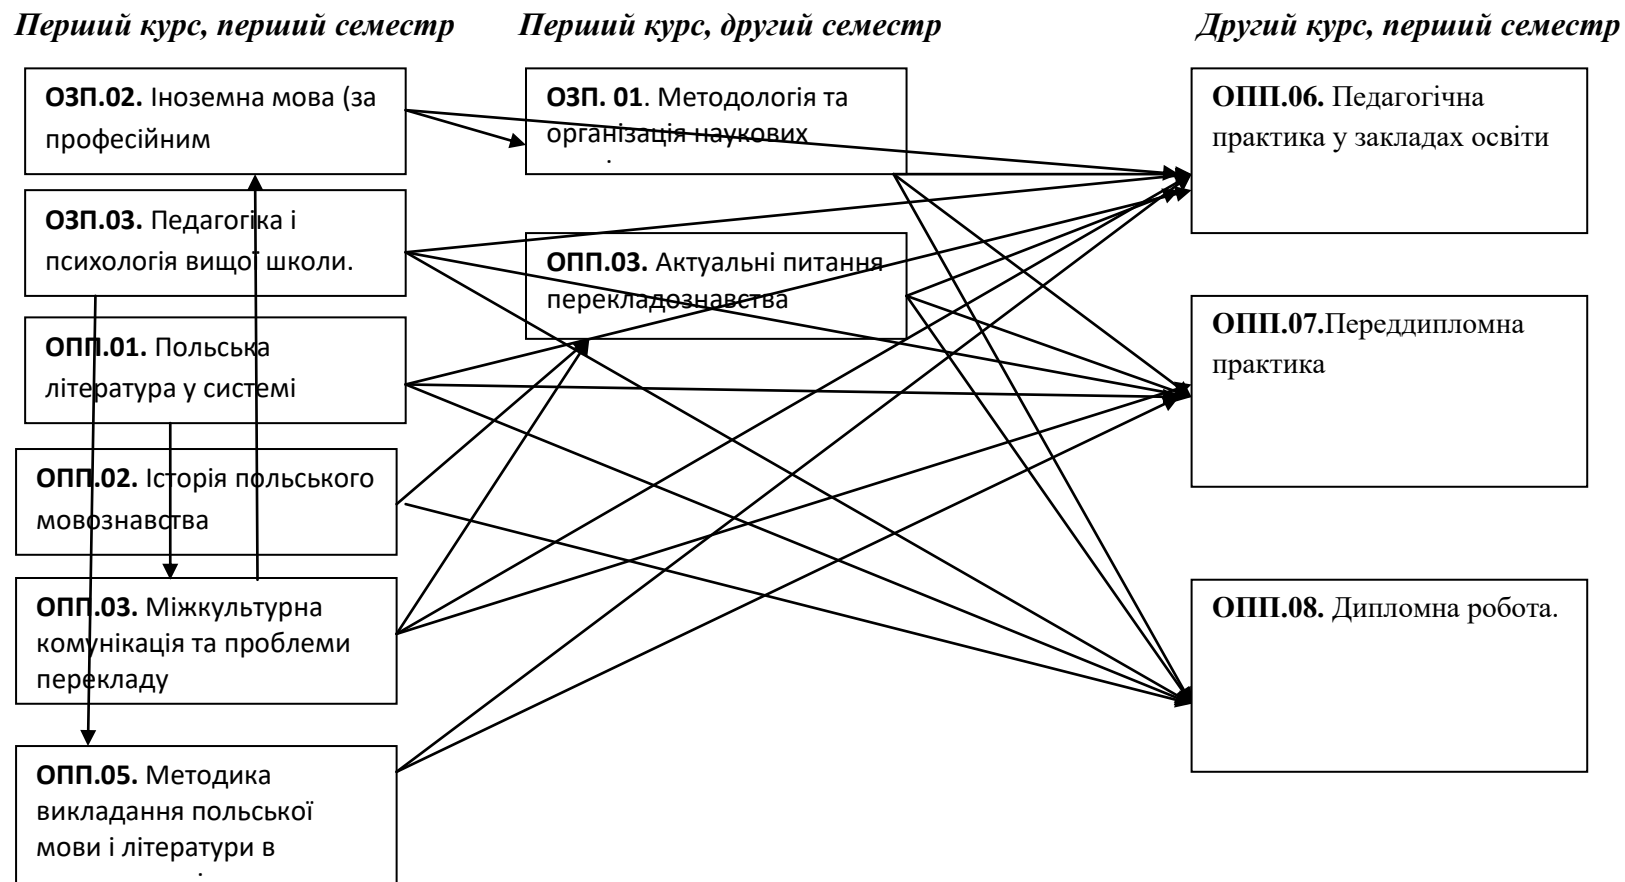 Перший курс, перший семестр
Перший курс, другий семестр
Другий курс, перший семестр
ОЗП.02. Іноземна мова (за
професійним
ОЗП.03. Педагогіка і
психологія вищої школи.
ОПП.01. Польська
література у системі
ОПП.02. Історія польського
мовознавства
ОПП.03. Міжкультурна
комунікація та проблеми
перекладу
ОПП.05. Методика
викладання польської
мови і літератури в
ОЗП. 01. Методологія та
організація наукових
ОПП.03. Актуальні питання
перекладознавства
ОПП.06. Педагогічна
практика у закладах освіти
ОПП.07.Переддипломна
практика
ОПП.08. Дипломна робота.